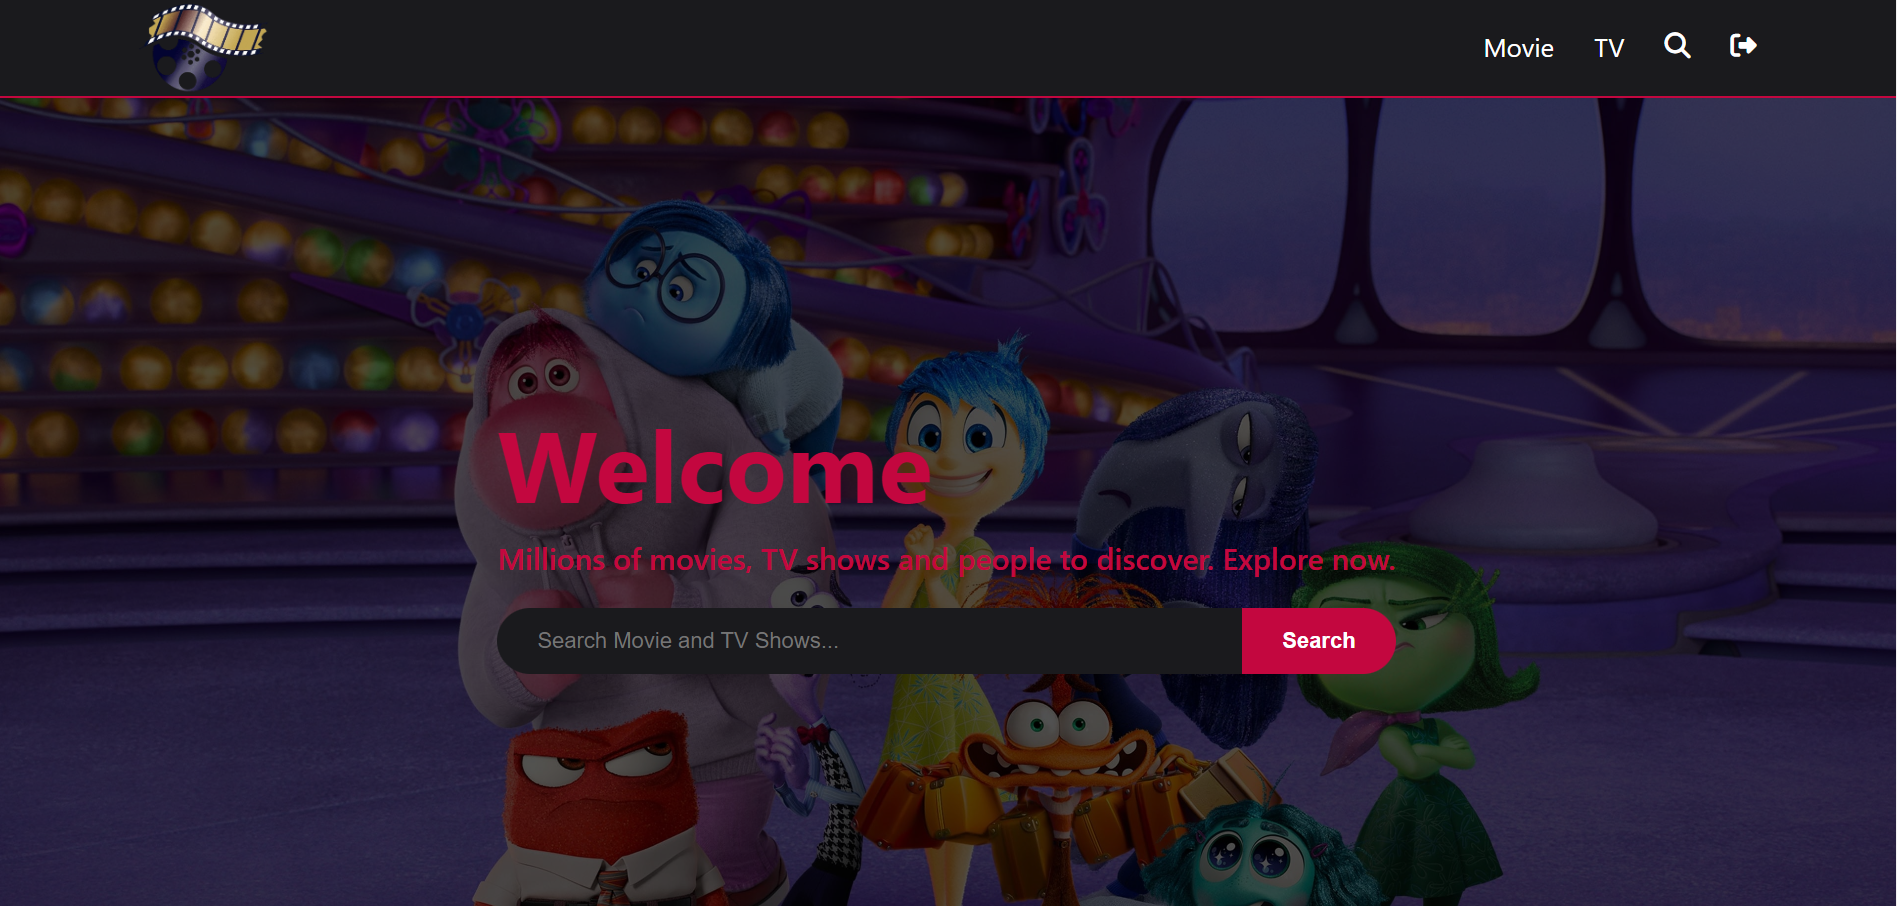 Movie TV
Welcome
Millions of movies, TV shows and people to discover. Explore now.
Search Movie and TV Shows... Search